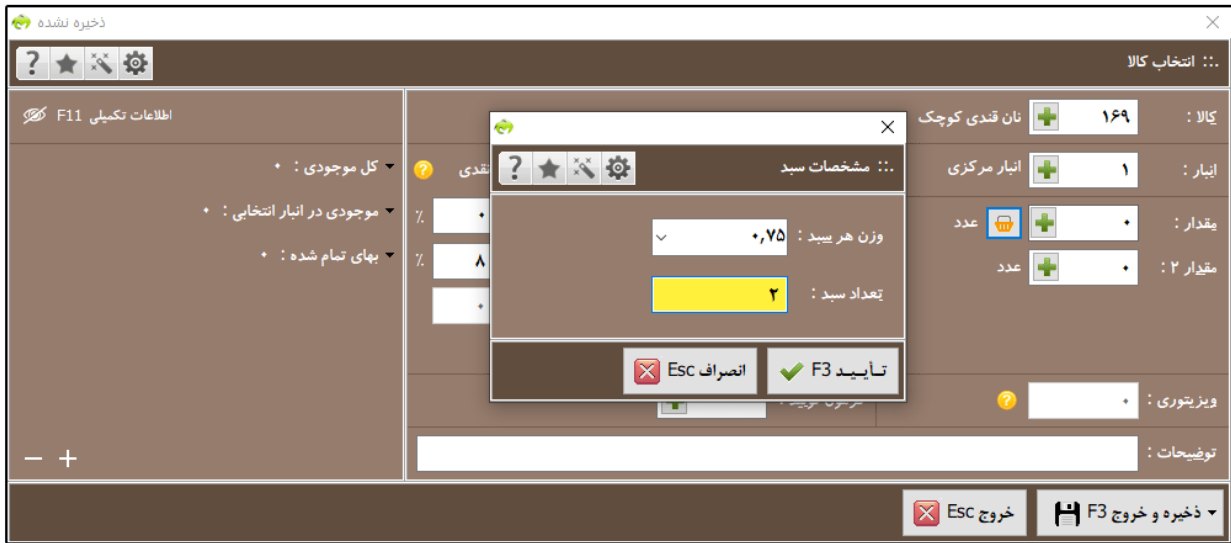 ذخیره نشده
.:: انتخاب کالا
کالا :
۱۶۹
نان قندی کوچک
انبار :
۱
انبار مرکزی
مقدار :
۰
عدد
مقدار ۲ :
۰
عدد
نقدی
۰
٪
۸
٪
۰
اطلاعات تکمیلی F11
کل موجودی : ۰
موجودی در انبار انتخابی : ۰
بهای تمام شده : ۰
.:: مشخصات سبد
وزن هر سبد : ۰,۷۵
تعداد سبد : ۲
تـأیـیـد F3
انصراف Esc
ویزیتوری :
۰
توضیحات :
ذخیره و خروج F3
خروج Esc